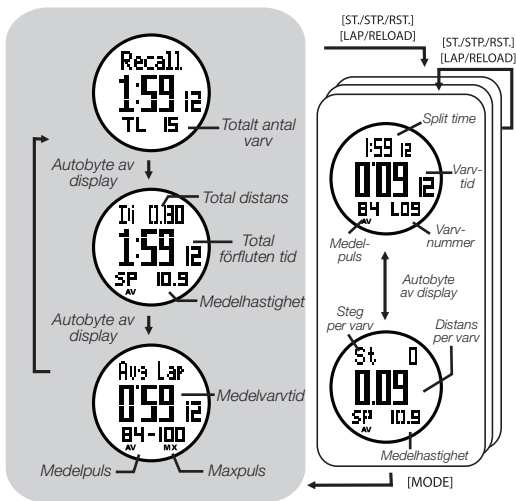 Recall
1:59 12
TL 15
Totalt antal
varv
Autobyte av
display
Di 0.130
Total distans
1:59 12
Total
förfluten tid
SP 10.9
AV
Medelhastighet
Autobyte av
display
Avg Lap
0:59 12
Medelvarvtid
84-100
AV MX
Medelpuls
Maxpuls
[ST./STP./RST.]
[LAP/RELOAD]
[ST./STP./RST.]
[LAP/RELOAD]
Split time
1:59 12
0:09 12
Varv-
tid
84 L09
AV
Medel-
puls
Varv-
nummer
Autobyte
av display
Steg
per varv
Distans
per varv
St 0
0.09
SP 10.9
AV
Medelhastighet
[MODE]